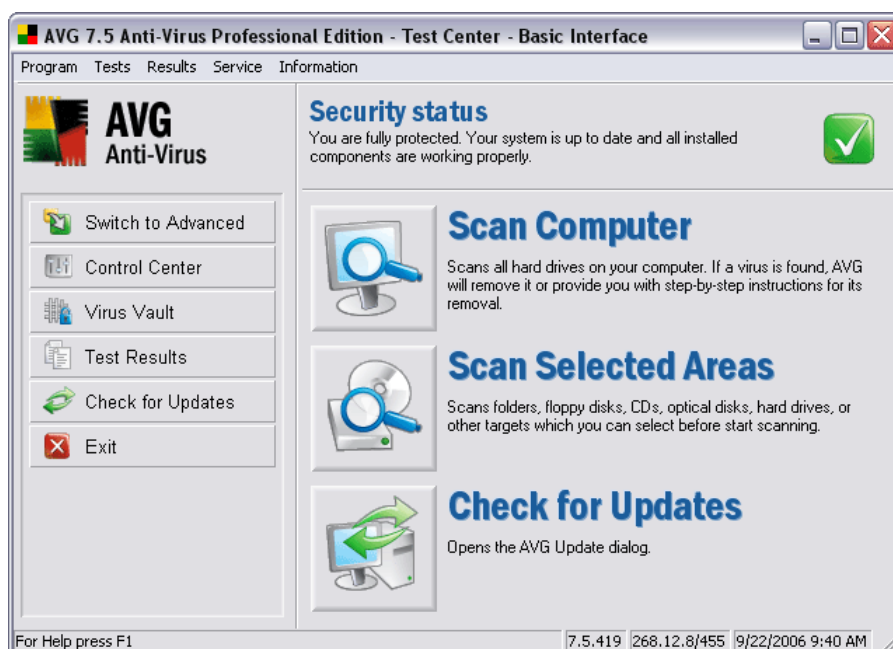 AVG 7.5 Anti-Virus Professional Edition - Test Center - Basic Interface
Program Tests Results Service Information
AVG
Anti-Virus
Switch to Advanced
Control Center
Virus Vault
Test Results
Check for Updates
Exit
Security status
You are fully protected. Your system is up to date and all installed
components are working properly.
Scan Computer
Scans all hard drives on your computer. If a virus is found, AVG
will remove it or provide you with step-by-step instructions for its
removal.
Scan Selected Areas
Scans folders, floppy disks, CDs, optical disks, hard drives, or
other targets which you can select before start scanning.
Check for Updates
Opens the AVG Update dialog.
For Help press F1 7.5.419 268.12.8/455 9/22/2006 9:40 AM